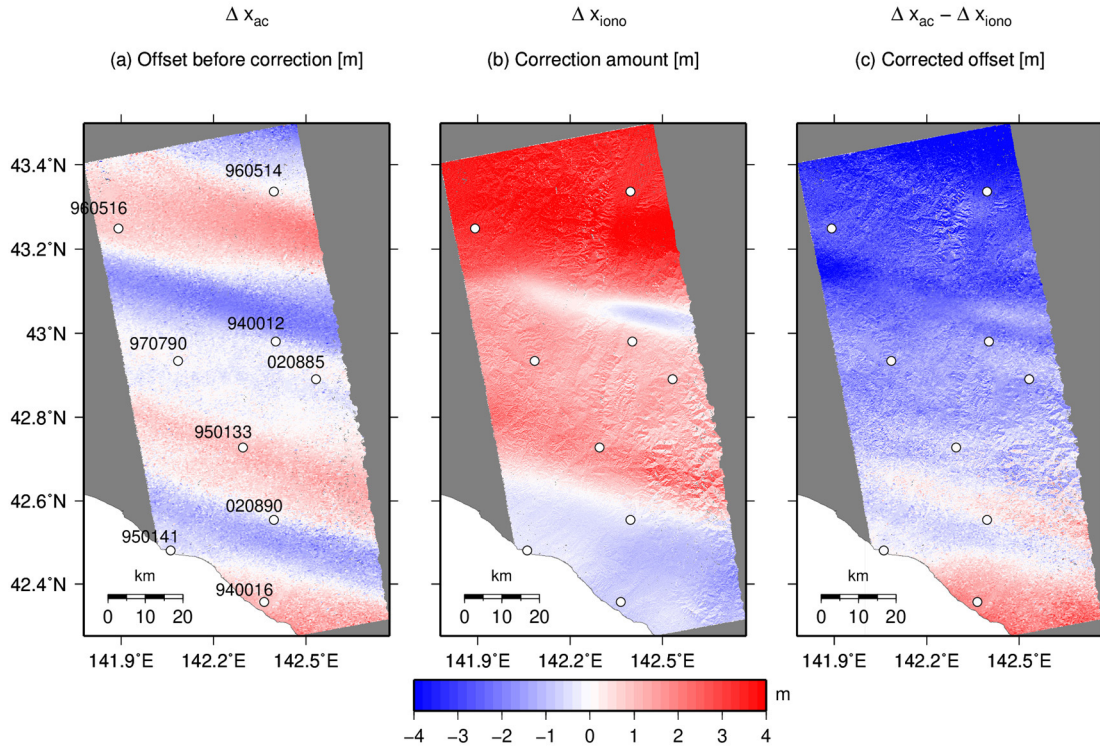 Δ x_ac Δ x_iono Δ x_ac − Δ x_iono
(a) Offset before correction [m] (b) Correction amount [m] (c) Corrected offset [m]
43.4˚N
960514
960516
43.2˚N
940012
43˚N
970790
020885
42.8˚N
950133
42.6˚N
020890
950141
42.4˚N
940016
km km km
0 10 20 0 10 20 0 10 20
141.9˚E 142.2˚E 142.5˚E 141.9˚E 142.2˚E 142.5˚E 141.9˚E 142.2˚E 142.5˚E
m
−4 −3 −2 −1 0 1 2 3 4